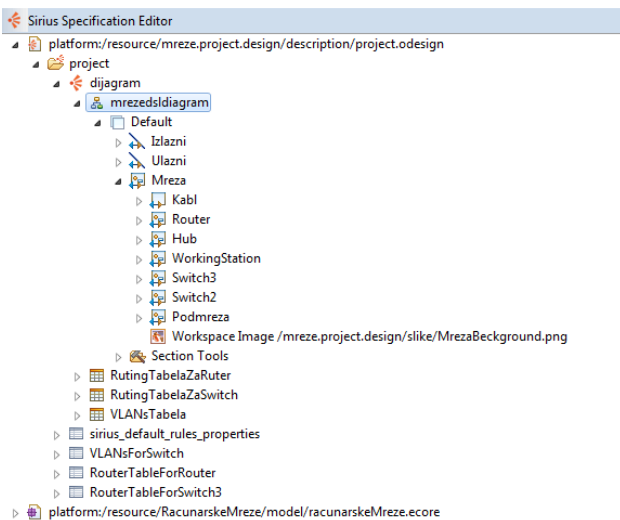 Sirius Specification Editor
platform:/resource/mreze.project.design/description/project.odesign
project
dijagram
mrezedsldiagram
Default
Izlazni
Ulazni
Mreza
Kabl
Router
Hub
WorkingStation
Switch3
Switch2
Podmreza
Workspace Image /mreze.project.design/slike/MrezaBeckground.png
Section Tools
RutingTabelaZaRuter
RutingTabelaZaSwitch
VLANsTabela
sirius_default_rules_properties
VLANsForSwitch
RouterTableForRouter
RouterTableForSwitch3
platform:/resource/RacunarskeMreze/model/racunarskeMreze.ecore